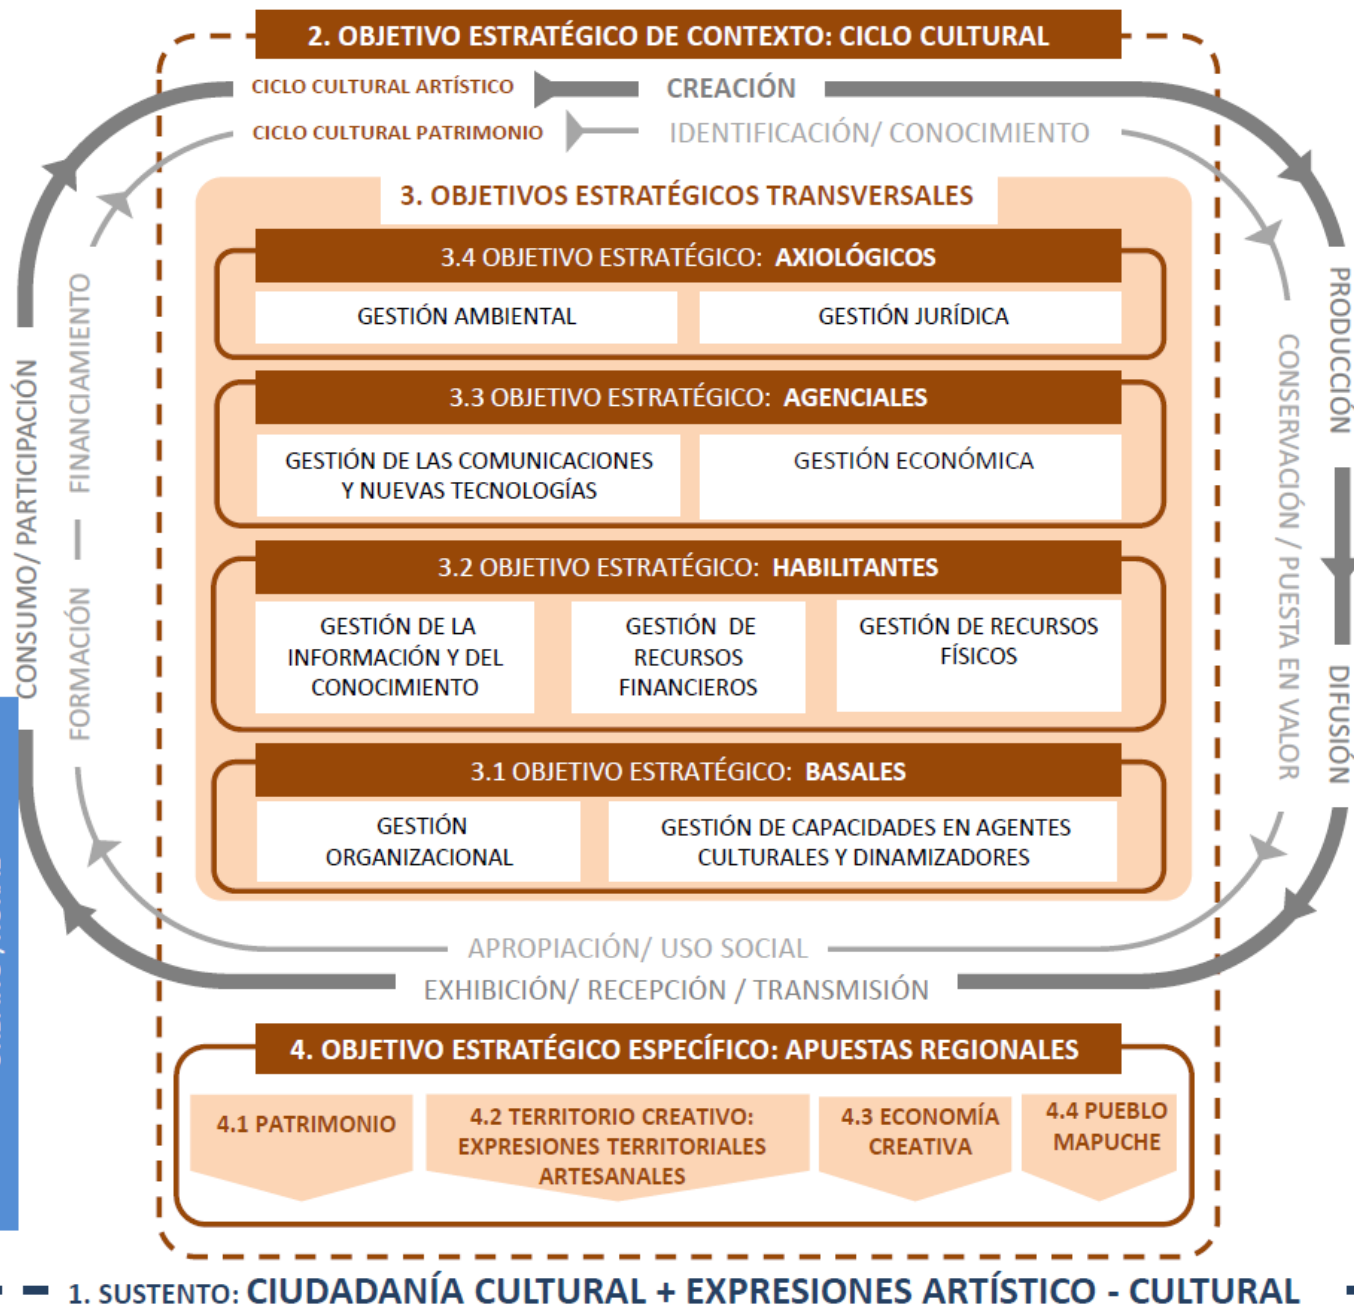 2. OBJETIVO ESTRATÉGICO DE CONTEXTO: CICLO CULTURAL
CICLO CULTURAL ARTÍSTICO
CREACIÓN
CICLO CULTURAL PATRIMONIO
IDENTIFICACIÓN/ CONOCIMIENTO
3. OBJETIVOS ESTRATÉGICOS TRANSVERSALES
3.4 OBJETIVO ESTRATÉGICO: AXIOLÓGICOS
GESTIÓN AMBIENTAL
GESTIÓN JURÍDICA
3.3 OBJETIVO ESTRATÉGICO: AGENCIALES
GESTIÓN DE LAS COMUNICACIONES
Y NUEVAS TECNOLOGÍAS
GESTIÓN ECONÓMICA
3.2 OBJETIVO ESTRATÉGICO: HABILITANTES
GESTIÓN DE LA
INFORMACIÓN Y DEL
CONOCIMIENTO
GESTIÓN DE
RECURSOS
FINANCIEROS
GESTIÓN DE RECURSOS
FÍSICOS
3.1 OBJETIVO ESTRATÉGICO: BASALES
GESTIÓN
ORGANIZACIONAL
GESTIÓN DE CAPACIDADES EN AGENTES
CULTURALES Y DINAMIZADORES
PRODUCCIÓN
DIFUSIÓN
CONSERVACIÓN / PUESTA EN VALOR
APROPIACIÓN/ USO SOCIAL
EXHIBICIÓN/ RECEPCIÓN / TRANSMISIÓN
CONSUMO/ PARTICIPACIÓN
FORMACIÓN
FINANCIAMIENTO
4. OBJETIVO ESTRATÉGICO ESPECÍFICO: APUESTAS REGIONALES
4.1 PATRIMONIO
4.2 TERRITORIO CREATIVO:
EXPRESIONES TERRITORIALES
ARTESANALES
4.3 ECONOMÍA
CREATIVA
4.4 PUEBLO
MAPUCHE
1. SUSTENTO: CIUDADANÍA CULTURAL + EXPRESIONES ARTÍSTICO - CULTURAL